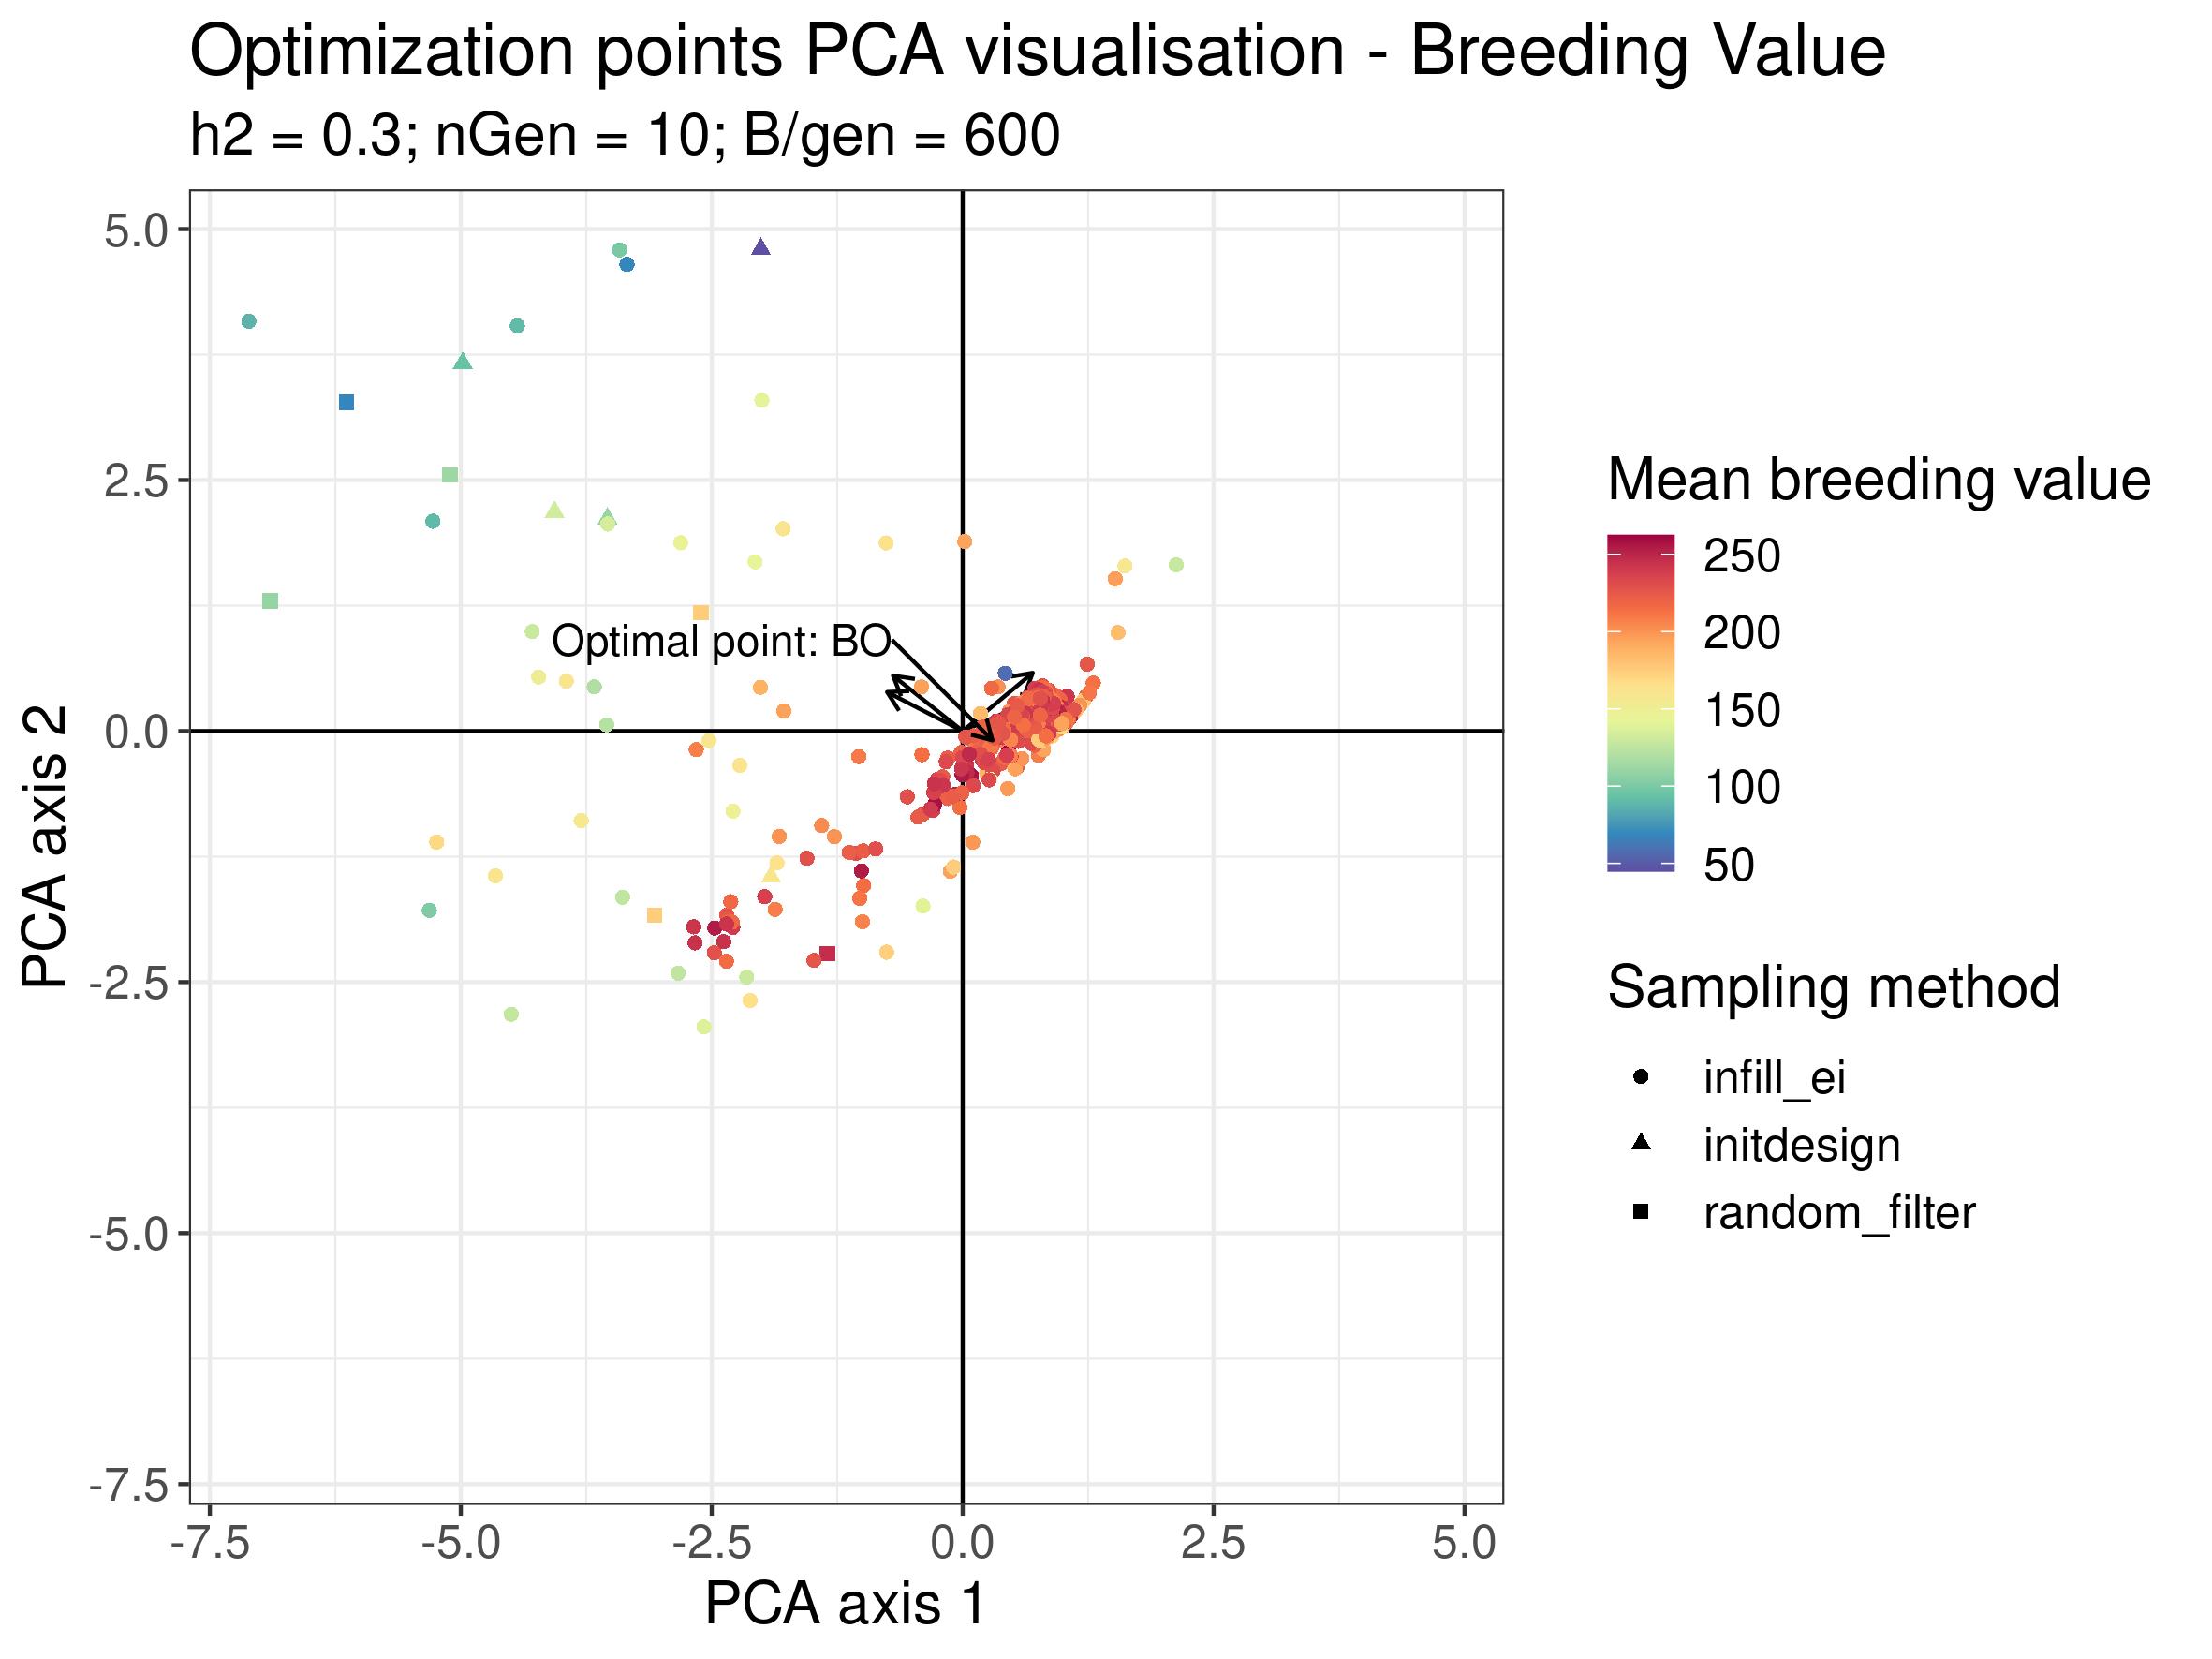 Optimization points PCA visualisation - Breeding Value
h2 = 0.3; nGen = 10; B/gen = 600
5.0
2.5
0.0
-2.5
-5.0
-7.5
PCA axis 2
Optimal point: BO
-7.5
-5.0
-2.5
0.0
2.5
5.0
PCA axis 1
Mean breeding value
250
200
150
100
50
Sampling method
infill_ei
initdesign
random_filter